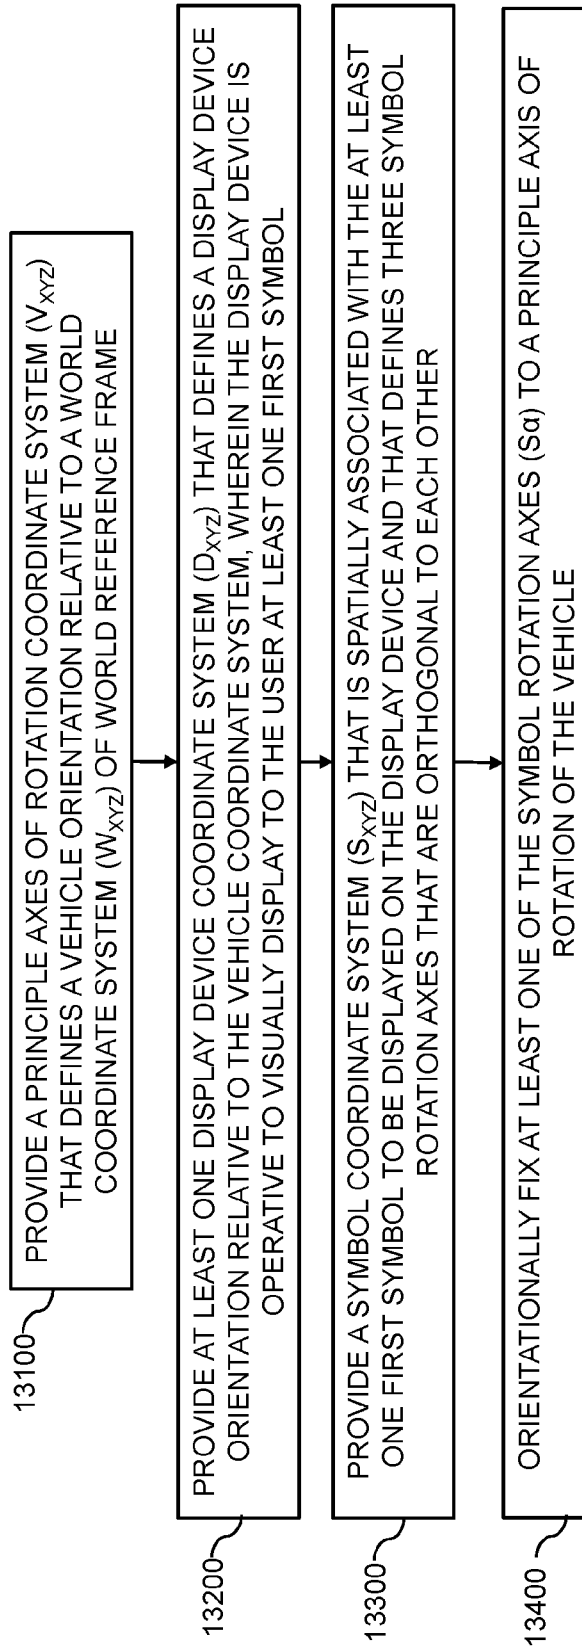 13100
PROVIDE A PRINCIPLE AXES OF ROTATION COORDINATE SYSTEM (VXYZ)
THAT DEFINES A VEHICLE ORIENTATION RELATIVE TO A WORLD
COORDINATE SYSTEM (WXYZ) OF WORLD REFERENCE FRAME
13200
PROVIDE AT LEAST ONE DISPLAY DEVICE COORDINATE SYSTEM (DXYZ) THAT DEFINES A DISPLAY DEVICE
ORIENTATION RELATIVE TO THE VEHICLE COORDINATE SYSTEM, WHEREIN THE DISPLAY DEVICE IS
OPERATIVE TO VISUALLY DISPLAY TO THE USER AT LEAST ONE FIRST SYMBOL
13300
PROVIDE A SYMBOL COORDINATE SYSTEM (SXYZ) THAT IS SPATIALLY ASSOCIATED WITH THE AT LEAST
ONE FIRST SYMBOL TO BE DISPLAYED ON THE DISPLAY DEVICE AND THAT DEFINES THREE SYMBOL
ROTATION AXES THAT ARE ORTHOGONAL TO EACH OTHER
13400
ORIENTATIONALLY FIX AT LEAST ONE OF THE SYMBOL ROTATION AXES (Sα) TO A PRINCIPLE AXIS OF
ROTATION OF THE VEHICLE